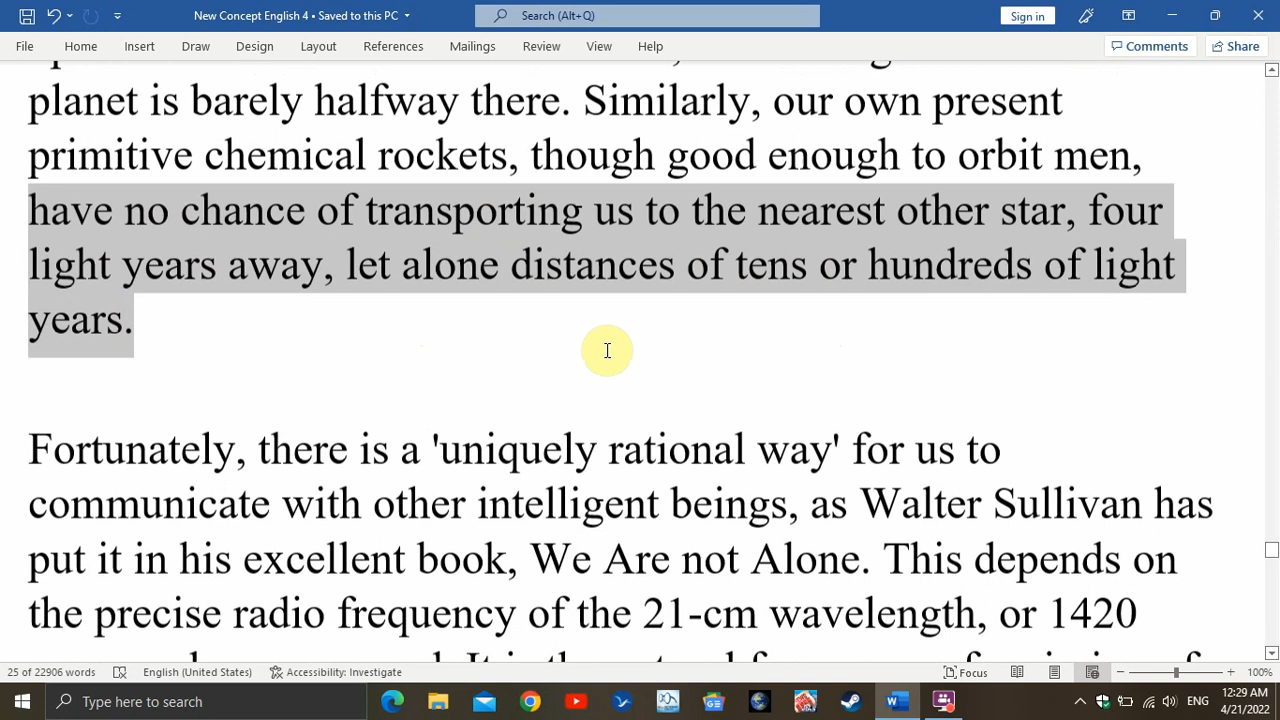 New Concept English 4 • Saved to this PC
Search (Alt+Q)
Sign in
File Home Insert Draw Design Layout References Mailings Review View Help
Comments Share
planet is barely halfway there. Similarly, our own present
primitive chemical rockets, though good enough to orbit men,
have no chance of transporting us to the nearest other star, four
light years away, let alone distances of tens or hundreds of light
years.
Fortunately, there is a 'uniquely rational way' for us to
communicate with other intelligent beings, as Walter Sullivan has
put it in his excellent book, We Are not Alone. This depends on
the precise radio frequency of the 21-cm wavelength, or 1420
25 of 22906 words English (United States) Accessibility: Investigate Focus 100%
Type here to search
ENG
12:29 AM
4/21/2022